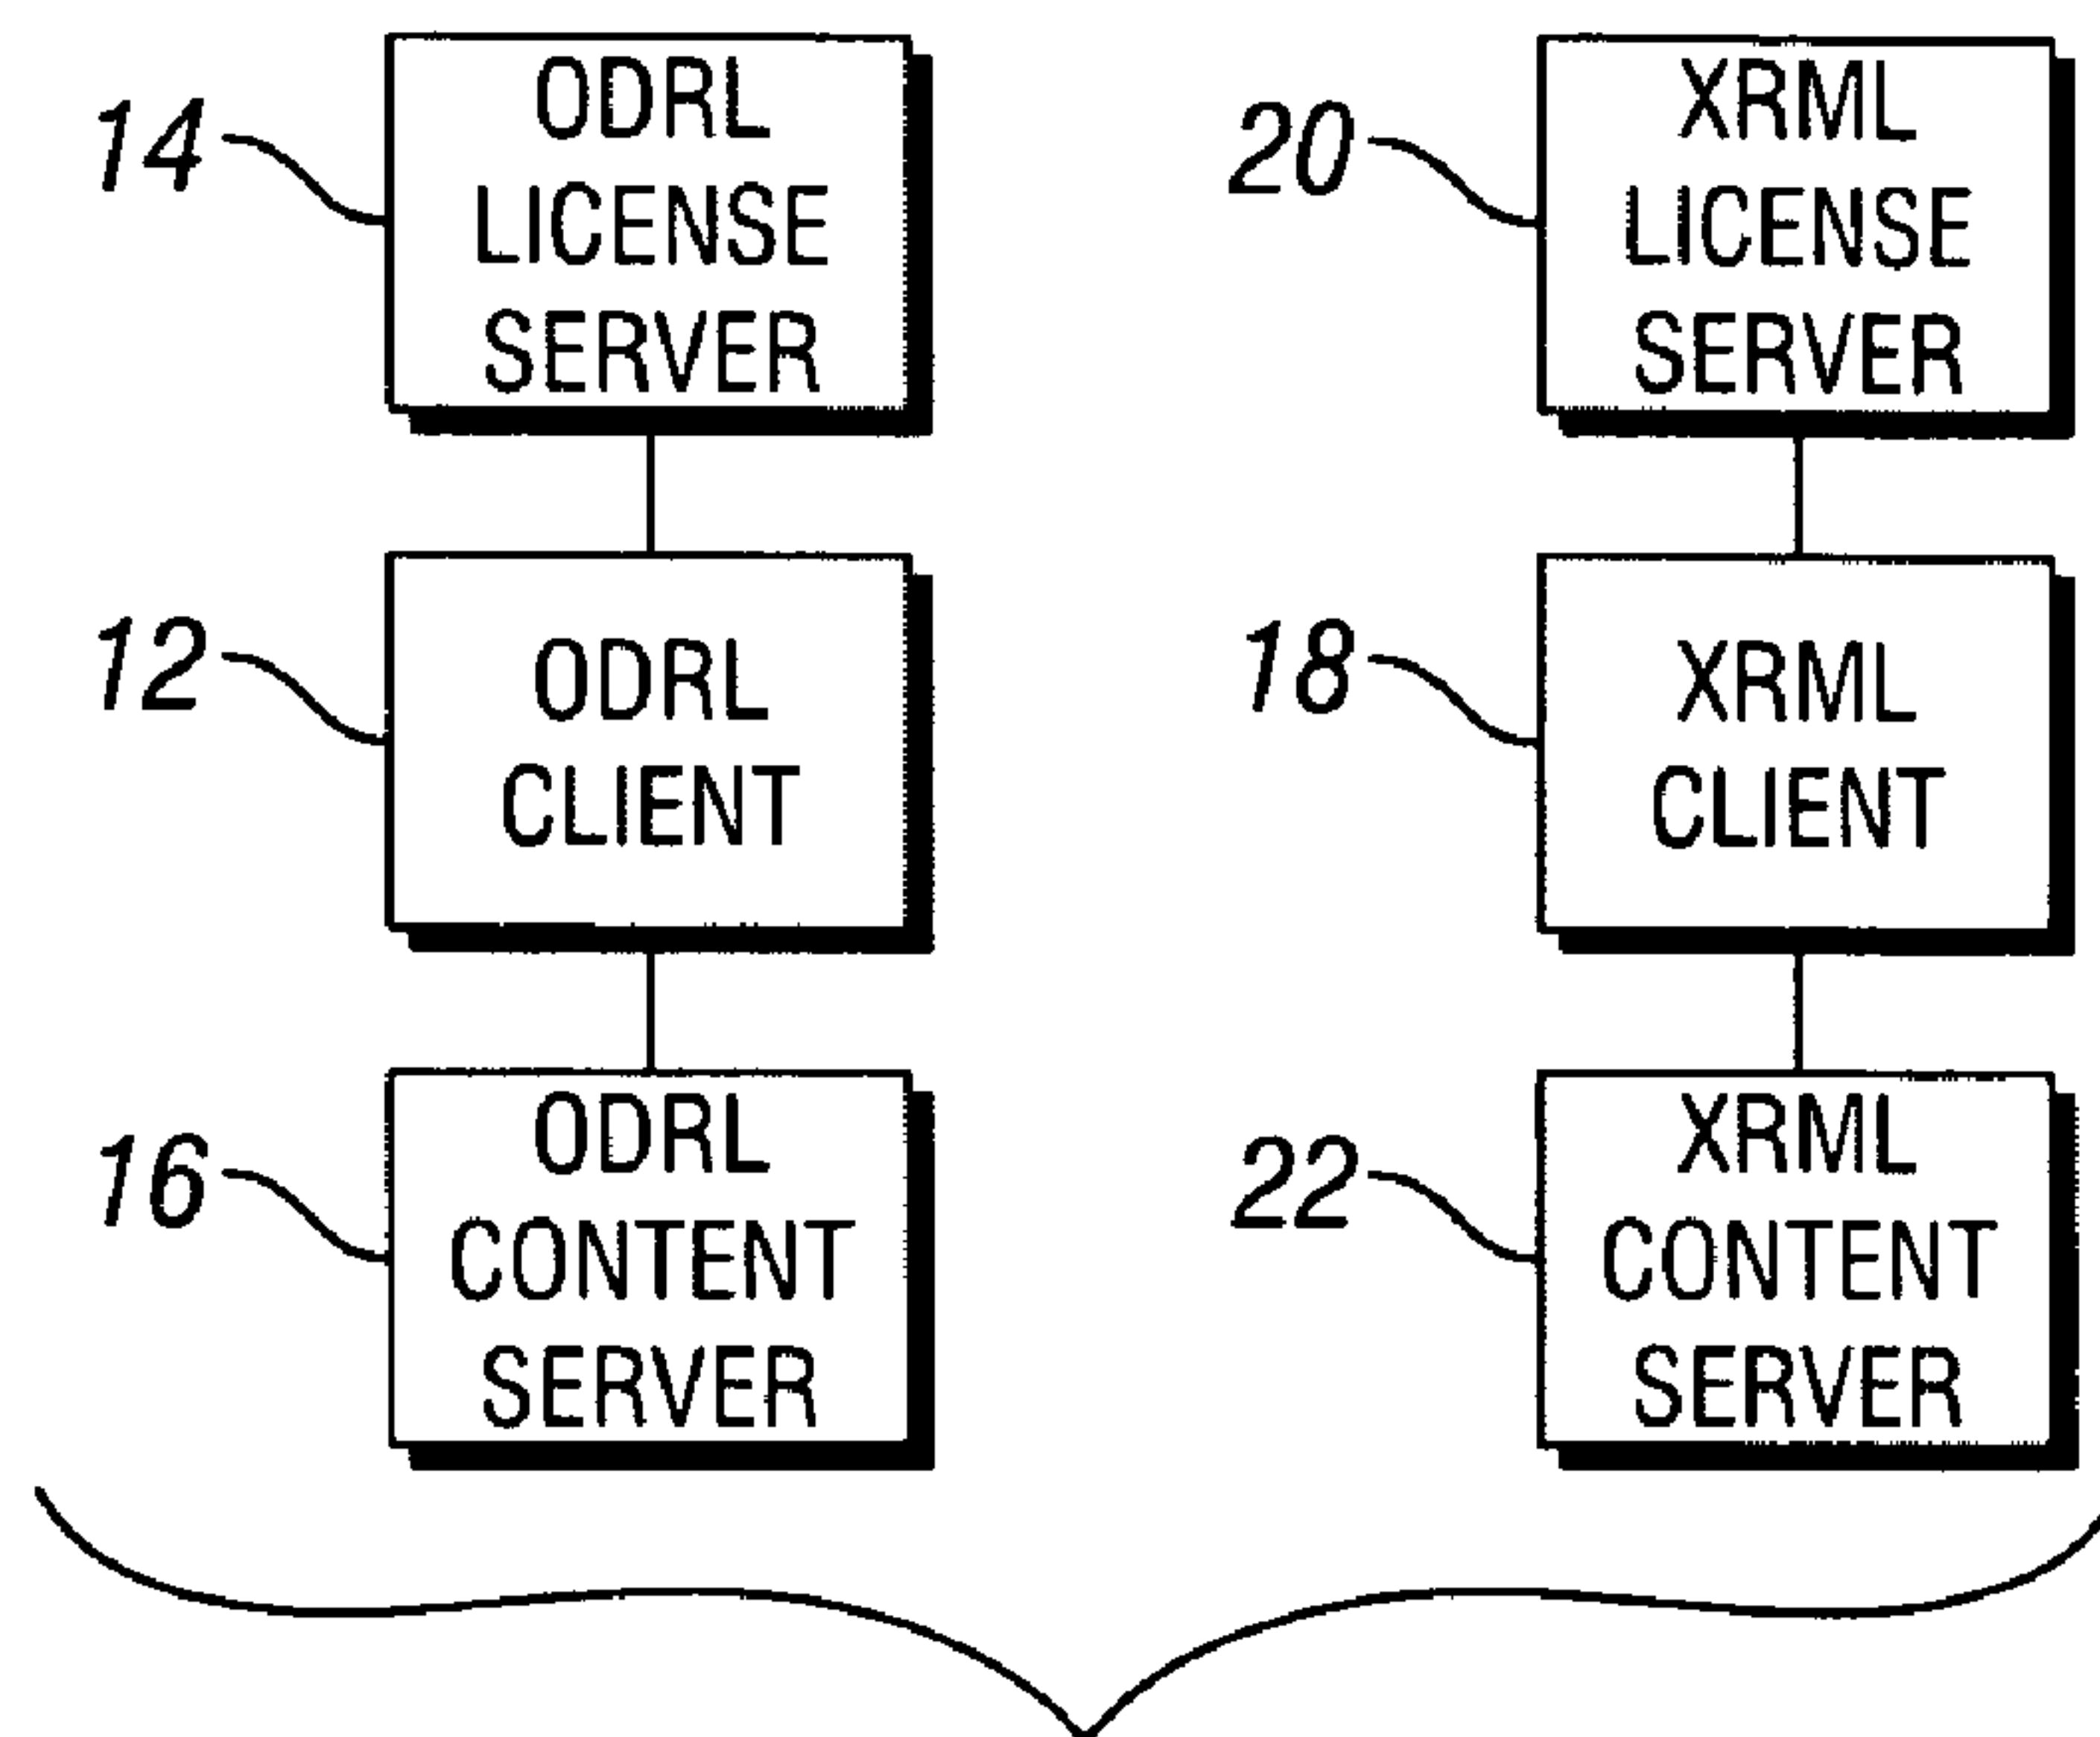 14
ODRL
LICENSE
SERVER
20
XRML
LICENSE
SERVER
12
ODRL
CLIENT
18
XRML
CLIENT
16
ODRL
CONTENT
SERVER
22
XRML
CONTENT
SERVER